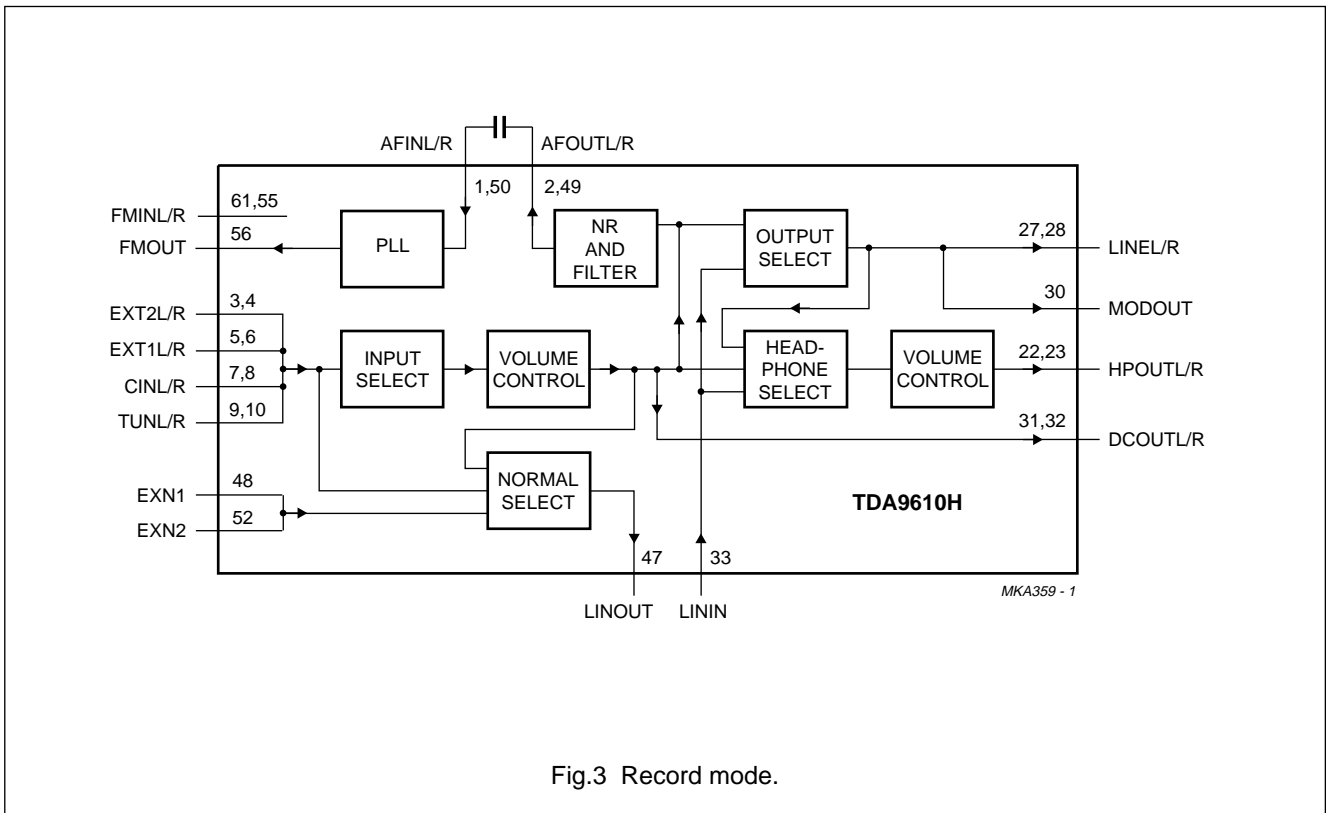 AFINL/R AFOUTL/R
1,50 2,49
FMINL/R 61,55
FMOUT 56
PLL
NR
AND
FILTER
OUTPUT
SELECT
27,28 LINEL/R
30 MODOUT
EXT2L/R 3,4
EXT1L/R 5,6
CINL/R 7,8
TUNL/R 9,10
INPUT
SELECT
VOLUME
CONTROL
HEAD-
PHONE
SELECT
VOLUME
CONTROL
22,23 HPOUTL/R
31,32 DCOUTL/R
EXN1 48
EXN2 52
NORMAL
SELECT
TDA9610H
47 33
LINOUT LININ
MKA359 - 1
Fig.3 Record mode.